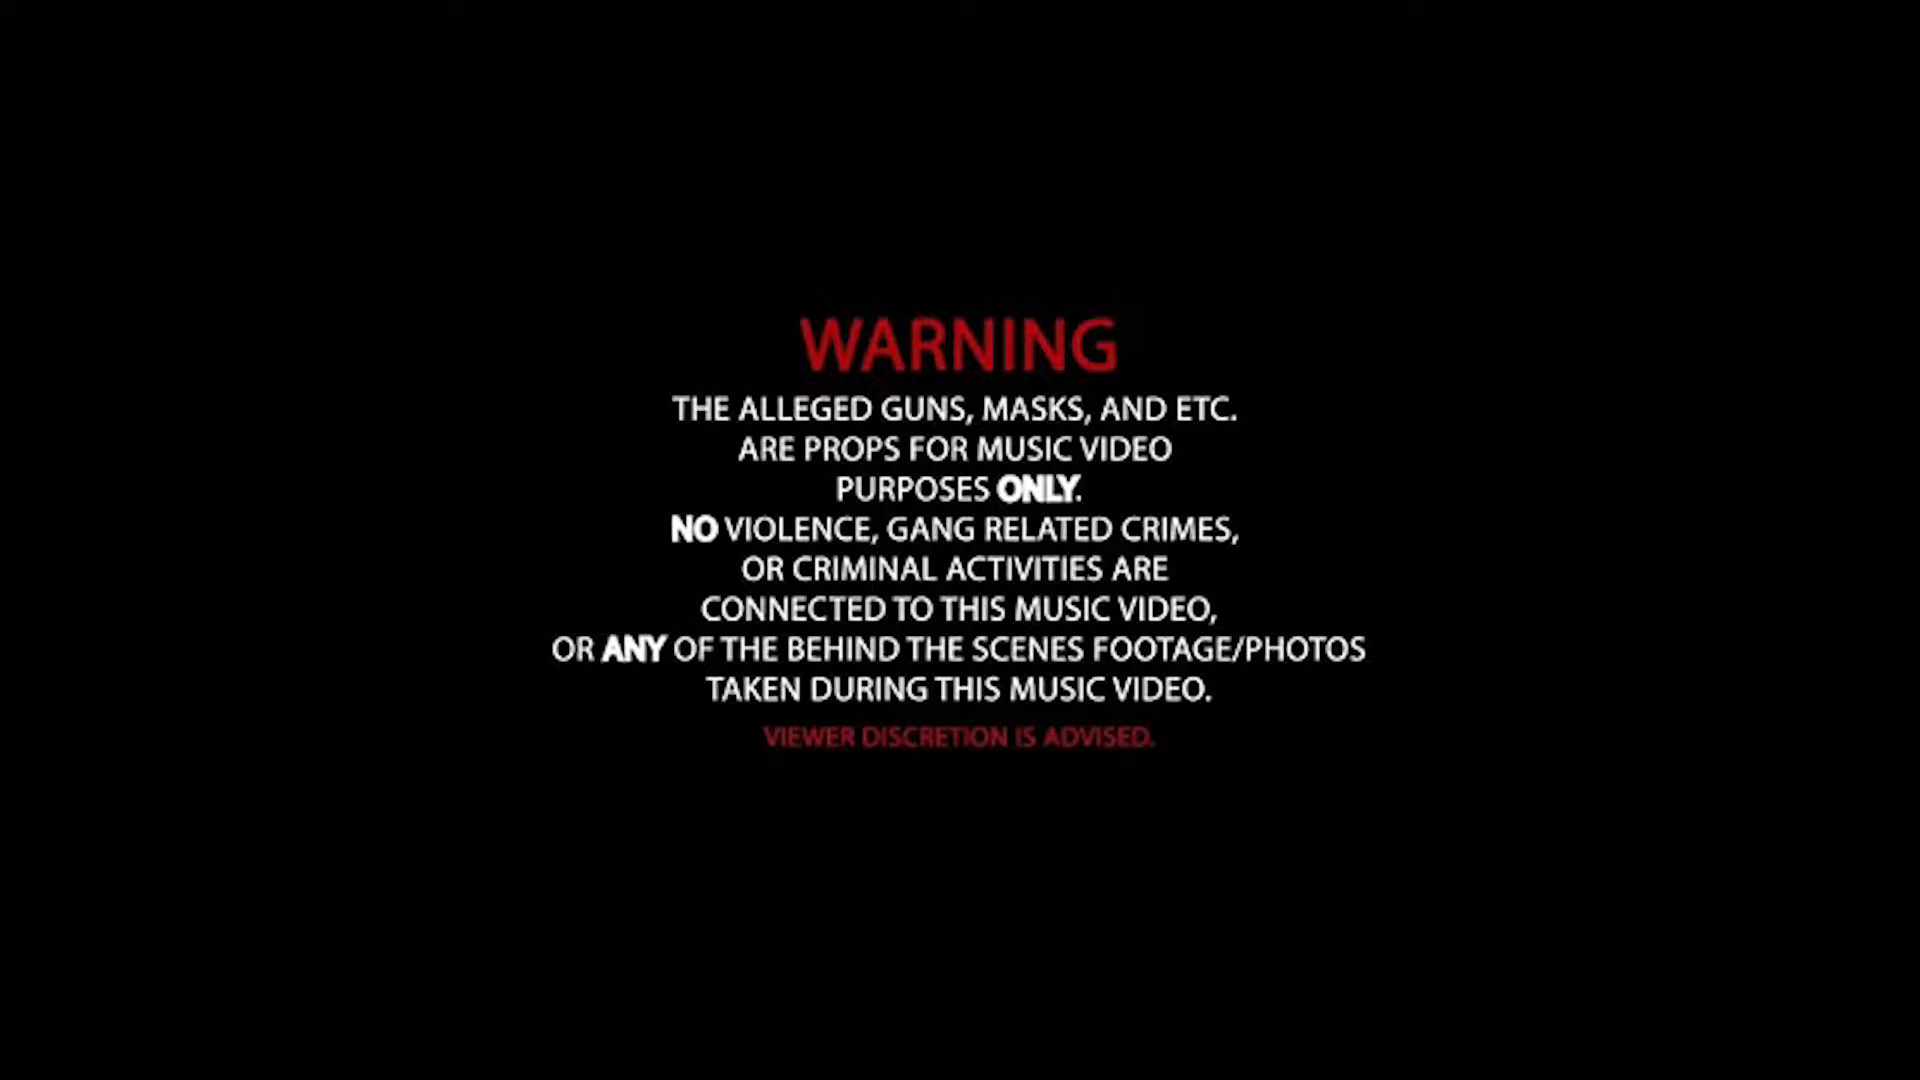 WARNING
THE ALLEGED GUNS, MASKS, AND ETC.
ARE PROPS FOR MUSIC VIDEO
PURPOSES ONLY.
NO VIOLENCE, GANG RELATED CRIMES,
OR CRIMINAL ACTIVITIES ARE
CONNECTED TO THIS MUSIC VIDEO,
OR ANY OF THE BEHIND THE SCENES FOOTAGE/PHOTOS
TAKEN DURING THIS MUSIC VIDEO.
VIEWER DISCRETION IS ADVISED.